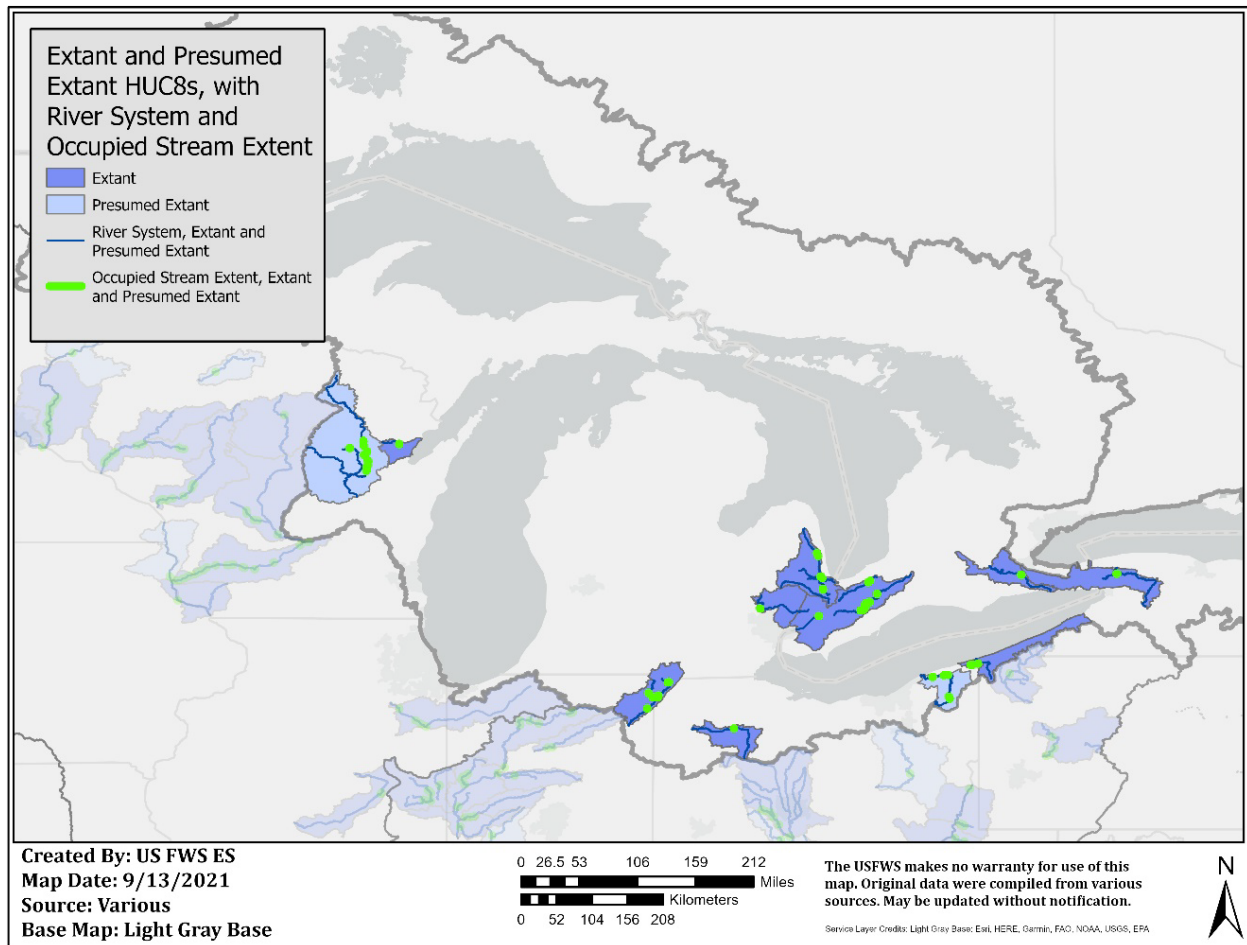 Extant and Presumed
Extant HUC8s, with
River System and
Occupied Stream Extent
Extant
Presumed Extant
River System, Extant and
Presumed Extant
Occupied Stream Extent, Extant
and Presumed Extant
Created By: US FWS ES
Map Date: 9/13/2021
Source: Various
Base Map: Light Gray Base
0 26.5 53 106 159 212
Miles
Kilometers
0 52 104 156 208
The USFWS makes no warranty for use of this
map. Original data were compiled from various
sources. May be updated without notification.
Service Layer Credits: Light Gray Base: Esri, HERE, Garmin, FAO, NOAA, USGS, EPA
N